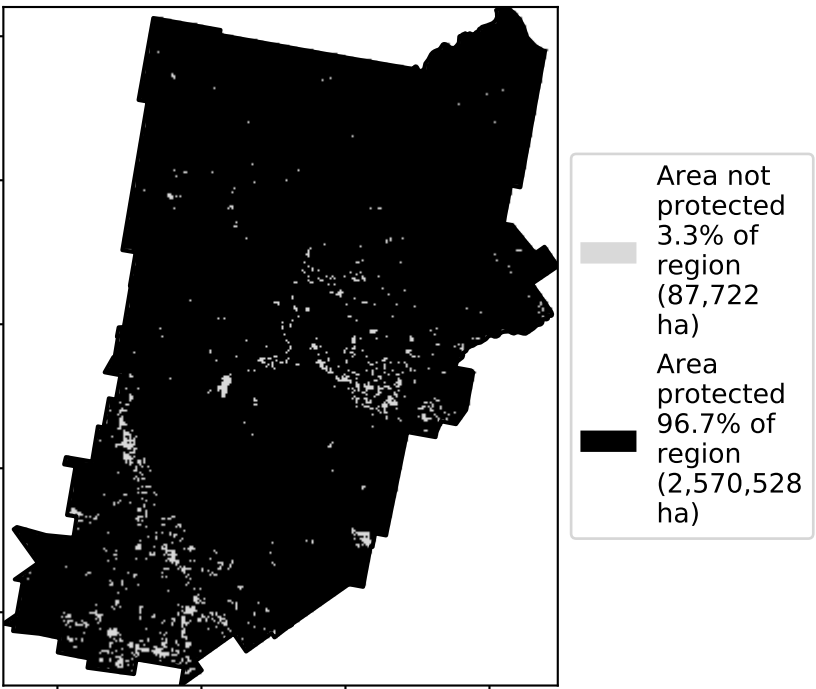 Area not
protected
3.3% of
region
(87,722
ha)
Area
protected
96.7% of
region
(2,570,528
ha)